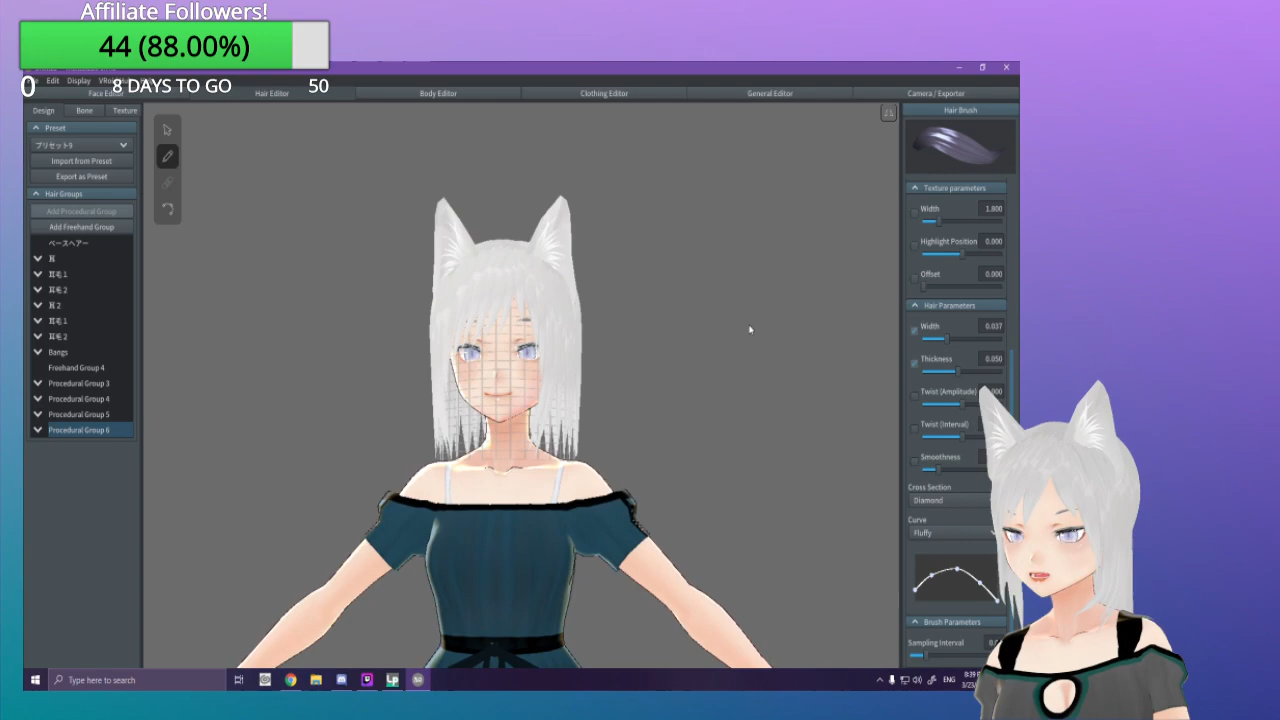 Affiliate Followers!
44 (88.00%)
0
8 DAYS TO GO
50
Edit Display
Hair Editor
Body Editor
Clothing Editor
General Editor
Camera / Exporter
Design
Bone
Texture
Hair Brush
Preset
プリセット9
Import from Preset
Export as Preset
Hair Groups
Add Procedural Group
Add Freehand Group
ベースヘアー
耳
耳毛1
耳毛2
耳2
耳毛1
耳毛2
Bangs
Freehand Group 4
Procedural Group 3
Procedural Group 4
Procedural Group 5
Procedural Group 6
Texture parameters
Width
1.800
Highlight Position
0.000
Offset
0.000
Hair Parameters
Width
0.037
Thickness
0.050
Twist (Amplitude)
Twist (Interval)
Smoothness
Cross Section
Diamond
Curve
Fluffy
Brush Parameters
Sampling Interval
Type here to search
ENG